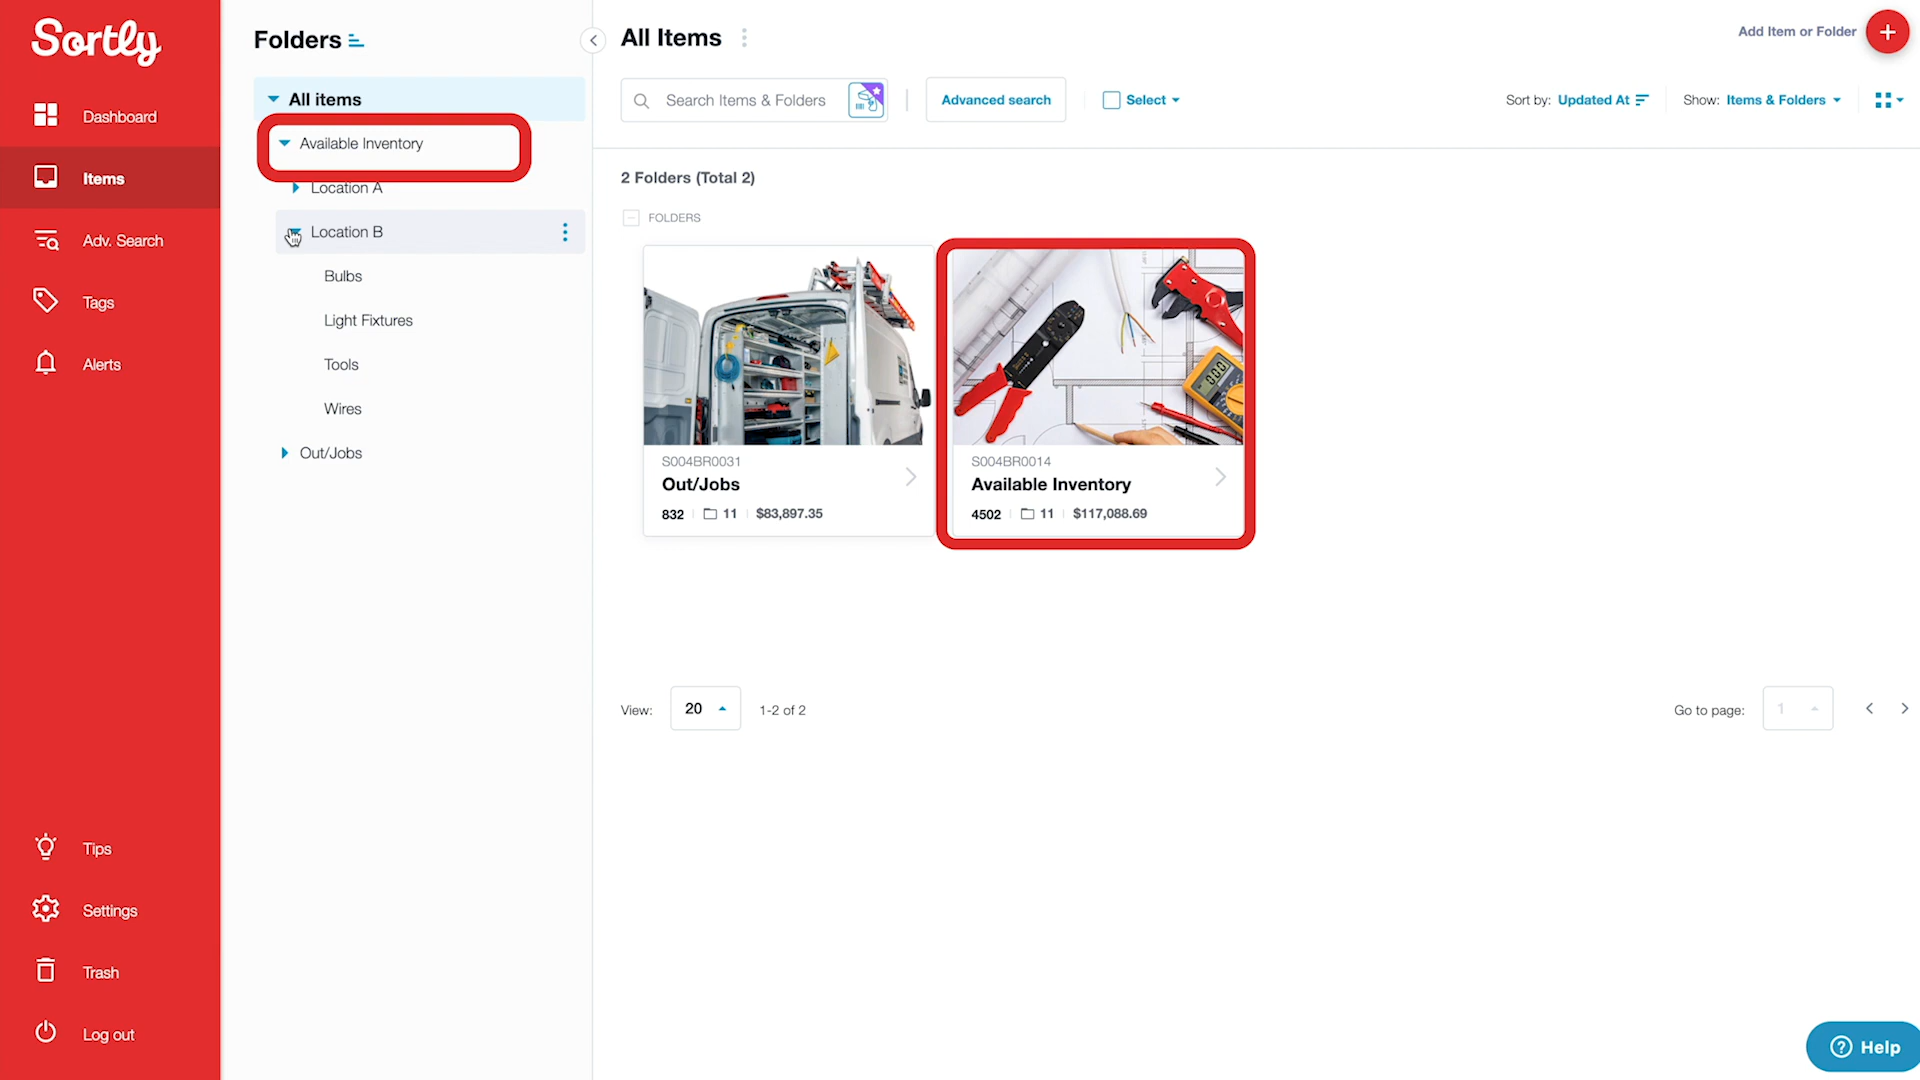 Sortly
Dashboard
Items
Adv. Search
Tags
Alerts
Tips
Settings
Trash
Log out
Folders
All items
Available Inventory
Location A
Location B
Bulbs
Light Fixtures
Tools
Wires
Out/Jobs
All Items
Add Item or Folder
Search Items & Folders
Advanced search
Select
Sort by: Updated At
Show: Items & Folders
2 Folders (Total 2)
FOLDERS
S004BR0031
Out/Jobs
832 11 $83,897.35
000
S004BR0014
Available Inventory
4502 11 $117,088.69
View: 20 1-2 of 2
Go to page: 1
Help